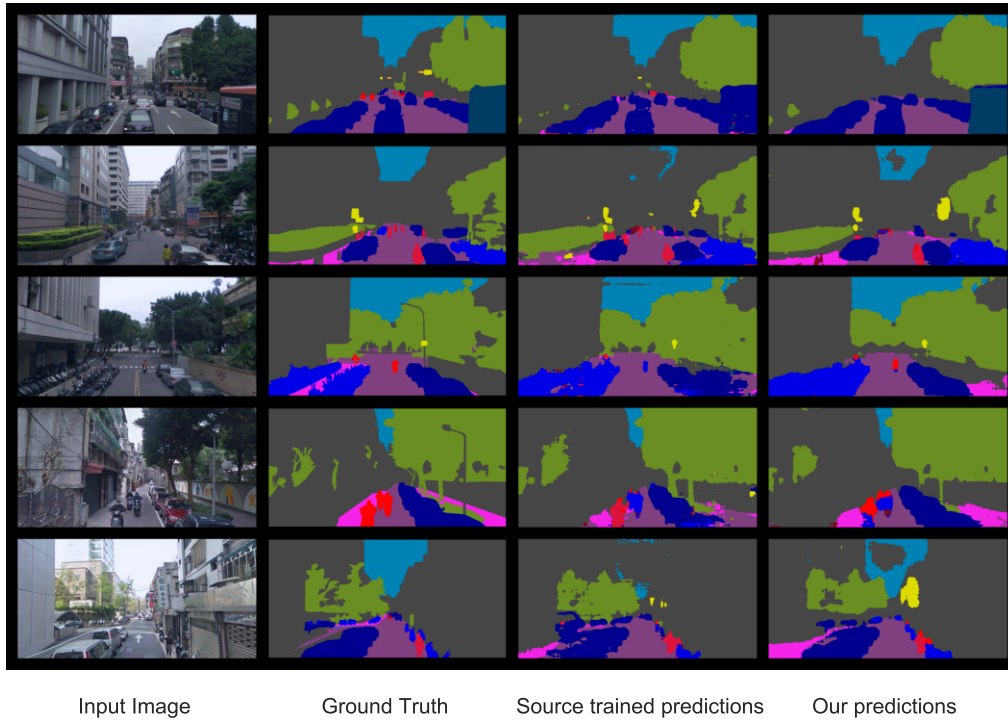 Input Image
Ground Truth
Source trained predictions
Our predictions